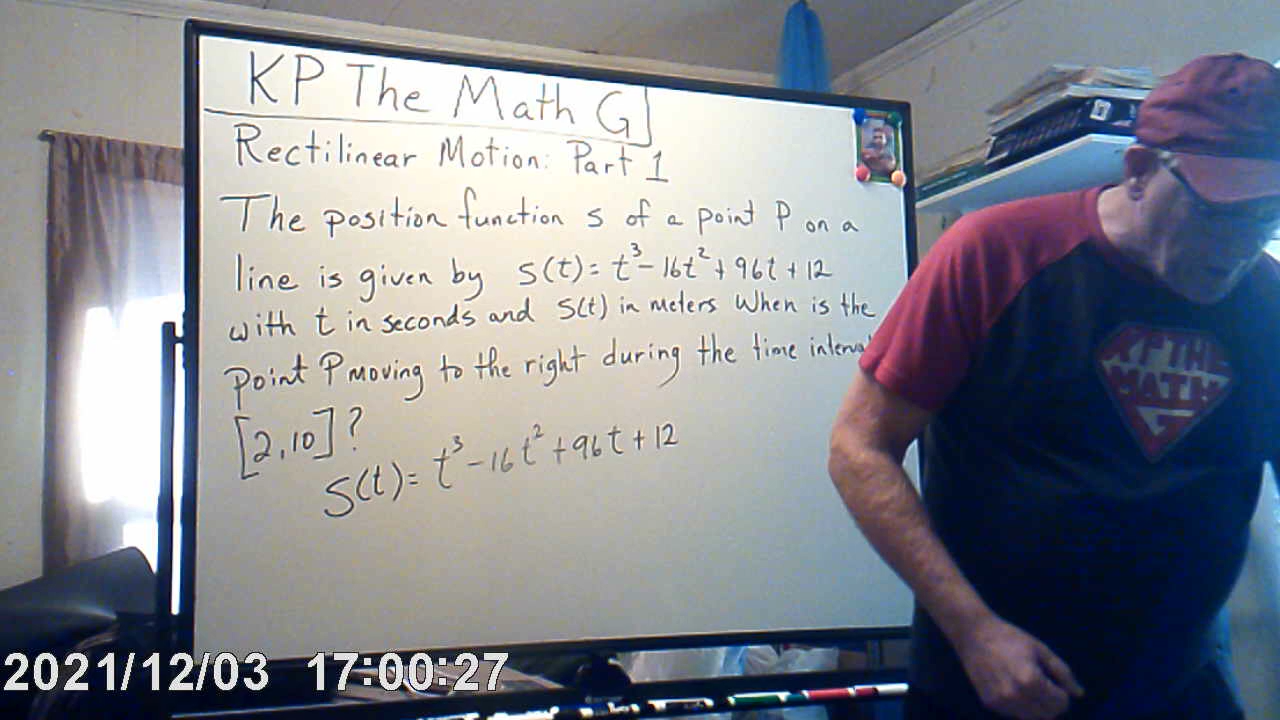 KP The Math G
Rectilinear Motion: Part 1
The position function s of a point P on a
line is given by s(t) = t³ - 16t² + 96t + 12
with t in seconds and s(t) in meters When is the
point P moving to the right during the time interval
[2,10]?
S(t) = t³ - 16t² + 96t + 12
KP THE
MATH
G
2021/12/03 17:00:27